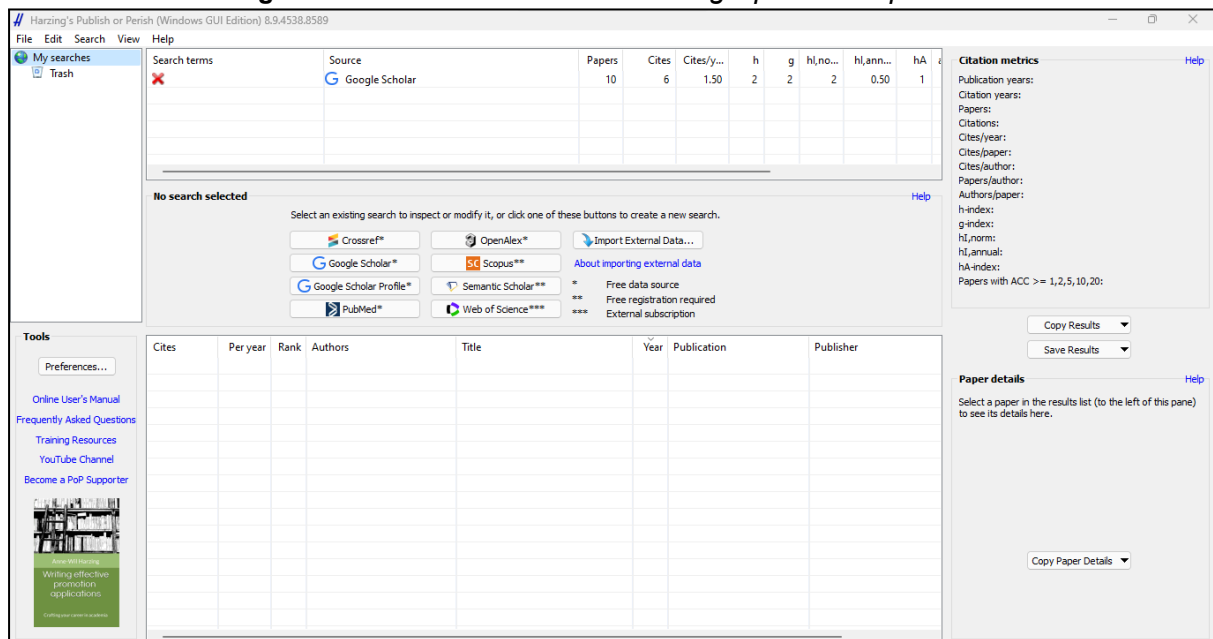 Harzing's Publish or Perish (Windows GUI Edition) 8.9.4538.8589
File Edit Search View Help
My searches
Trash
Search terms Source Papers Cites Cites/y... h g hI,no... hI,ann... hA
Google Scholar 10 6 1.50 2 2 2 0.50 1
No search selected Help
Select an existing search to inspect or modify it, or click one of these buttons to create a new search.
Crossref* OpenAlex* Import External Data...
Google Scholar* Scopus** About importing external data
Google Scholar Profile* Semantic Scholar** * Free data source
** Free registration required
PubMed* Web of Science*** *** External subscription
Tools
Preferences...
Online User's Manual
Frequently Asked Questions
Training Resources
YouTube Channel
Become a PoP Supporter
Anne-Wil Harzing
Writing effective
promotion
applications
Crafting your career in academia
Cites Per year Rank Authors Title Year Publication Publisher
Citation metrics Help
Publication years:
Citation years:
Papers:
Citations:
Cites/year:
Cites/paper:
Cites/author:
Papers/author:
Authors/paper:
h-index:
g-index:
hI,norm:
hI,annual:
hA-index:
Papers with ACC >= 1,2,5,10,20:
Copy Results
Save Results
Paper details Help
Select a paper in the results list (to the left of this pane)
to see its details here.
Copy Paper Details